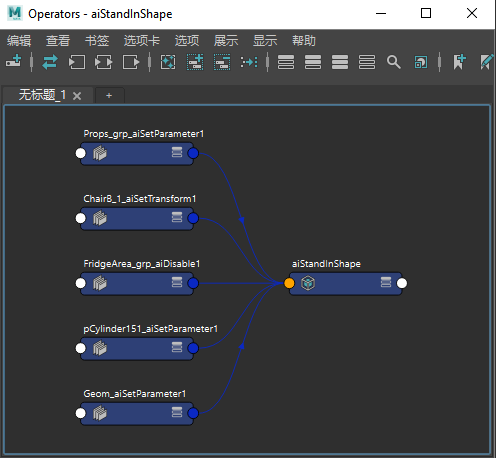 Operators - aiStandInShape
编辑 查看 书签 选项卡 选项 展示 显示 帮助
无标题_1
+
Props_grp_aiSetParameter1
ChairB_1_aiSetTransform1
FridgeArea_grp_aiDisable1
aiStandInShape
pCylinder151_aiSetParameter1
Geom_aiSetParameter1